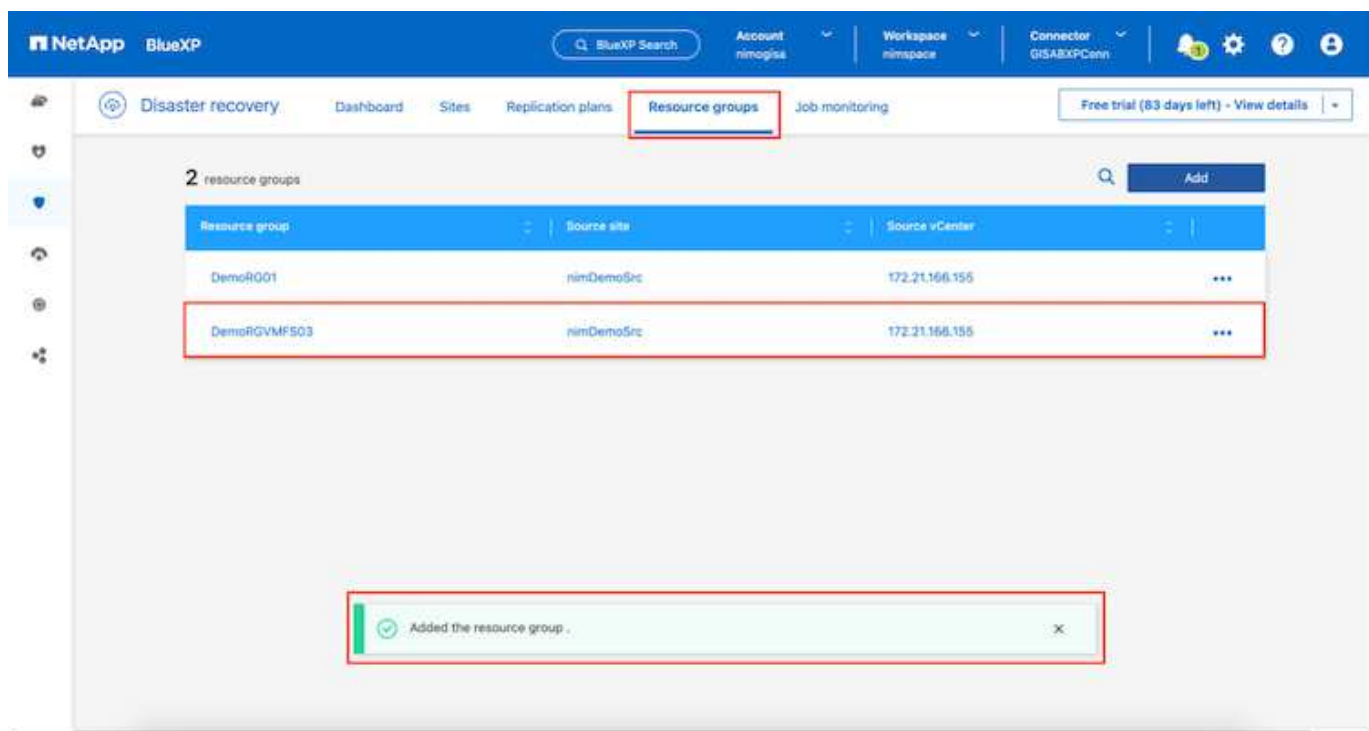 NetApp BlueXP
BlueXP Search
Account
nimogisa
Workspace
nimspace
Connector
GISABXPConn
1
Disaster recovery
Dashboard
Sites
Replication plans
Resource groups
Job monitoring
Free trial (83 days left) - View details
2 resource groups
Add
Resource group
Source site
Source vCenter
DemoRG01
nimDemoSrc
172.21.166.155
DemoRGVMFS03
nimDemoSrc
172.21.166.155
Added the resource group .